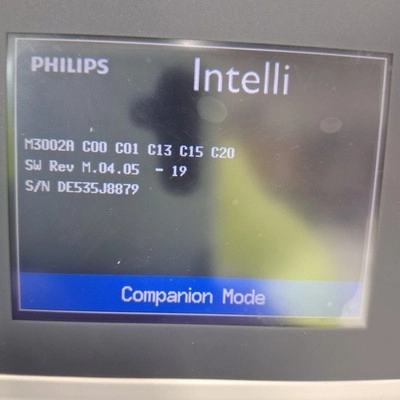 PHILIPS Intelli
M3002A C00 C01 C13 C15 C20
SW Rev M.04.05 - 19
S/N DE535J8879
Companion Mode